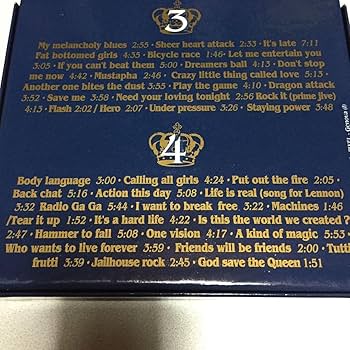 3
My melancholy blues 2:55 · Sheer heart attack 2:33 · It's late 7:11
Fat bottomed girls 4:35 · Bicycle race 1:46 · Let me entertain you
3:05 · If you can't beat them 5:00 · Dreamers ball 4:13 · Don't stop
me now 4:42 · Mustapha 2:46 · Crazy little thing called love 5:13 ·
Another one bites the dust 3:55 · Play the game 4:10 · Dragon attack
3:52 · Save me 3:58 · Need your loving tonight 2:56 Rock it (prime jive)
4:13 · Flash 2:02 / Hero 2:07 · Under pressure 3:26 · Staying power 3:48
4
Body language 3:00 · Calling all girls 4:24 · Put out the fire 2:05 ·
Back chat 5:16 · Action this day 5:08 · Life is real (song for Lennon)
3:32 Radio Ga Ga 5:44 · I want to break free 3:22 · Machines 1:46
/Tear it up 1:52 · It's a hard life 4:22 · Is this the world we created ?
2:47 · Hammer to fall 5:08 · One vision 4:17 · A kind of magic 5:53 ·
Who wants to live forever 3:59 · Friends will be friends 2:00 · Tutti
frutti 3:39 · Jailhouse rock 2:45 · God save the Queen 1:51